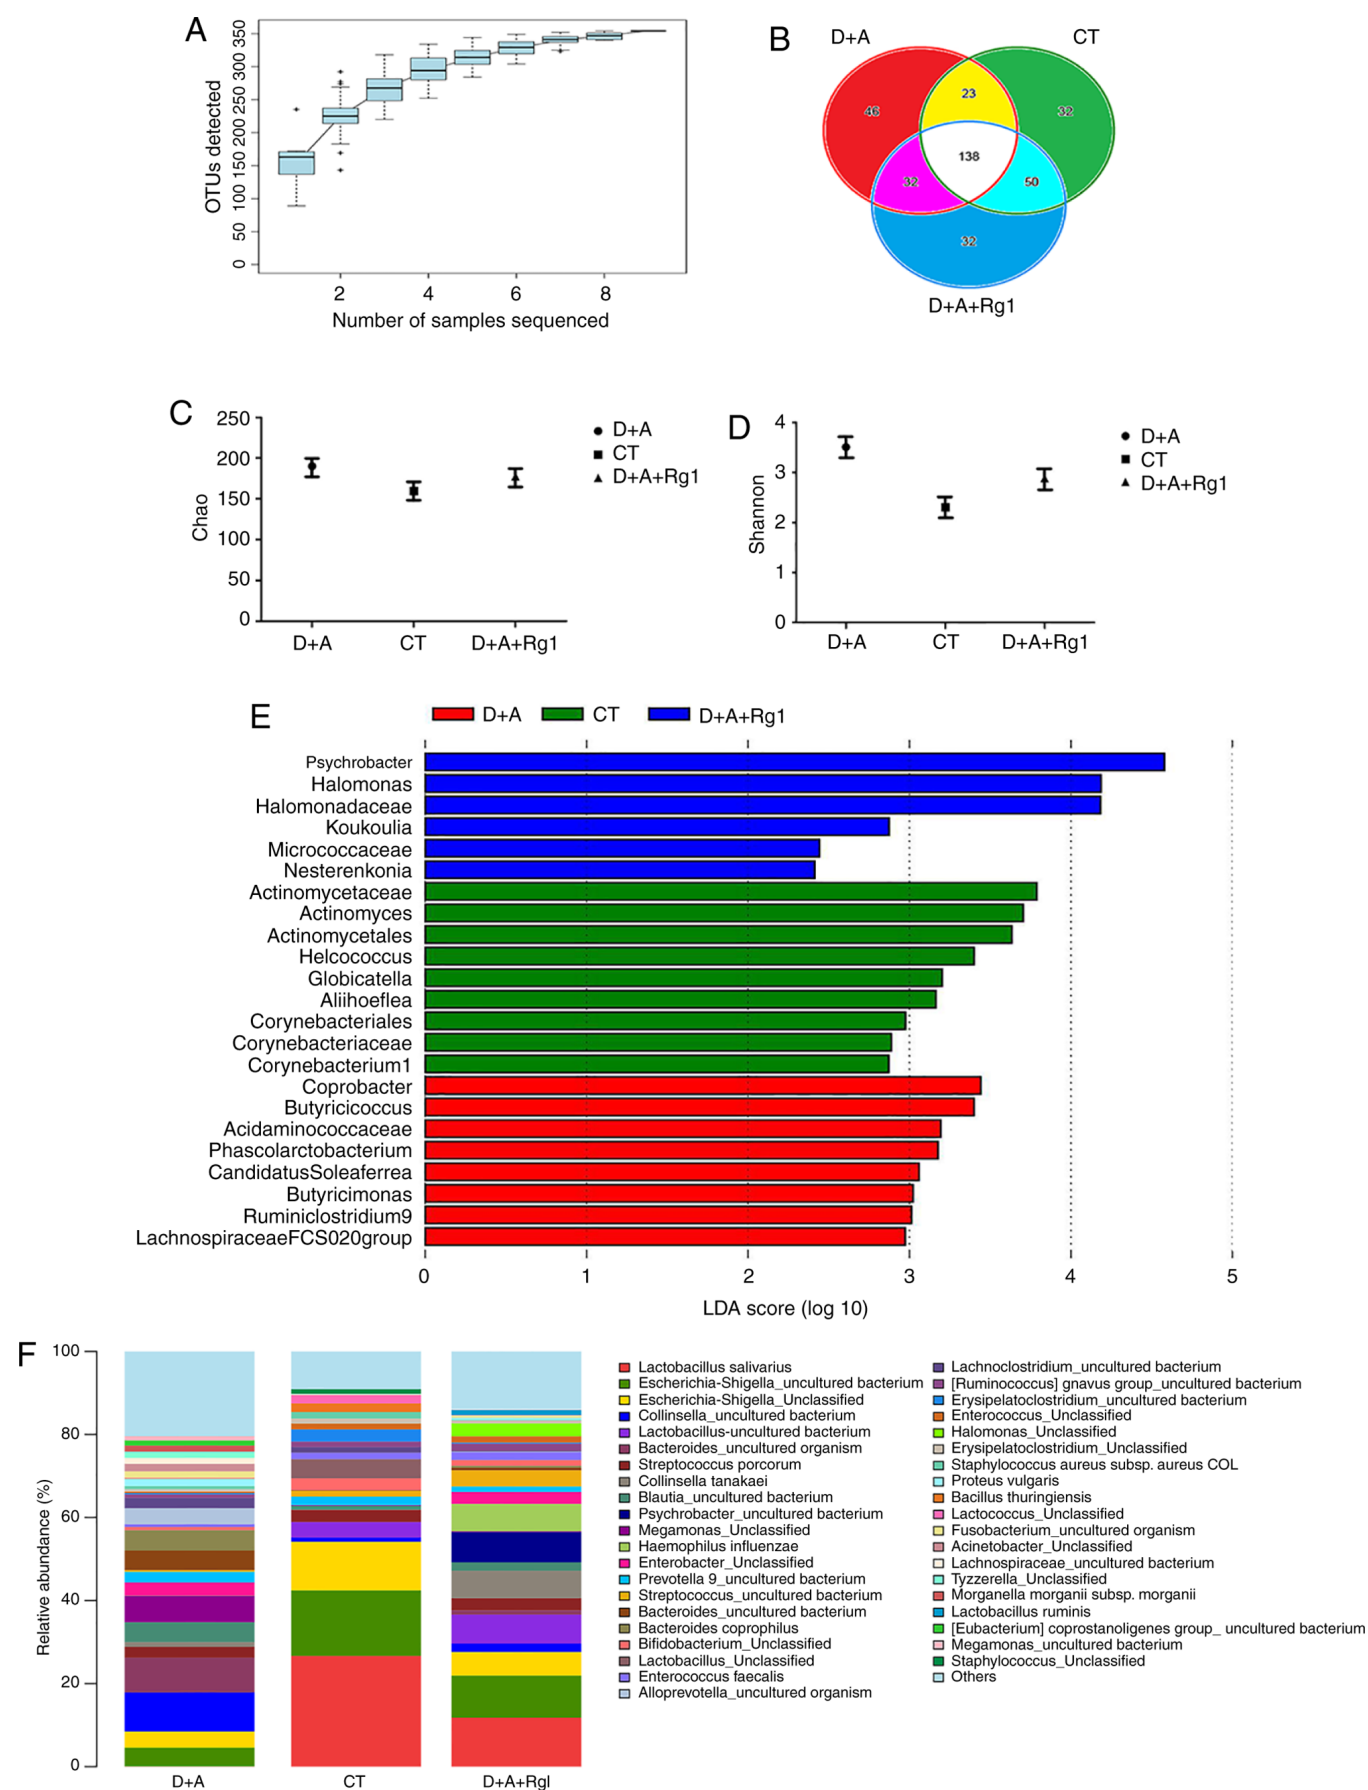 A
OTUs detected
350
300
250
200
150
100
50
0
2 4 6 8
Number of samples sequenced
B
D+A CT
46 23 32
138
32 50
32
D+A+Rg1
C
Chao
250
200
150
100
50
0
D+A CT D+A+Rg1
D+A
CT
D+A+Rg1
D
Shannon
4
3
2
1
0
D+A CT D+A+Rg1
D+A
CT
D+A+Rg1
E
D+A CT D+A+Rg1
Psychrobacter
Halomonas
Halomonadaceae
Koukoulia
Micrococcaceae
Nesterenkonia
Actinomycetaceae
Actinomyces
Actinomycetales
Helcococcus
Globicatella
Aliihoeflea
Corynebacteriales
Corynebacteriaceae
Corynebacterium1
Coprobacter
Butyricicoccus
Acidaminococcaceae
Phascolarctobacterium
CandidatusSoleaferrea
Butyricimonas
Ruminiclostridium9
LachnospiraceaeFCS020group
0 1 2 3 4 5
LDA score (log 10)
F
Relative abundance (%)
100
80
60
40
20
0
D+A CT D+A+Rgl
Lactobacillus salivarius
Escherichia-Shigella_uncultured bacterium
Escherichia-Shigella_Unclassified
Collinsella_uncultured bacterium
Lactobacillus-uncultured bacterium
Bacteroides_uncultured organism
Streptococcus porcorum
Collinsella tanakaei
Blautia_uncultured bacterium
Psychrobacter_uncultured bacterium
Megamonas_Unclassified
Haemophilus influenzae
Enterobacter_Unclassified
Prevotella 9_uncultured bacterium
Streptococcus_uncultured bacterium
Bacteroides_uncultured bacterium
Bacteroides coprophilus
Bifidobacterium_Unclassified
Lactobacillus_Unclassified
Enterococcus faecalis
Alloprevotella_uncultured organism
Lachnoclostridium_uncultured bacterium
[Ruminococcus] gnavus group_uncultured bacterium
Erysipelatoclostridium_uncultured bacterium
Enterococcus_Unclassified
Halomonas_Unclassified
Erysipelatoclostridium_Unclassified
Staphylococcus aureus subsp. aureus COL
Proteus vulgaris
Bacillus thuringiensis
Lactococcus_Unclassified
Fusobacterium_uncultured organism
Acinetobacter_Unclassified
Lachnospiraceae_uncultured bacterium
Tyzzerella_Unclassified
Morganella morganii subsp. morganii
Lactobacillus ruminis
[Eubacterium] coprostanoligenes group_ uncultured bacterium
Megamonas_uncultured bacterium
Staphylococcus_Unclassified
Others